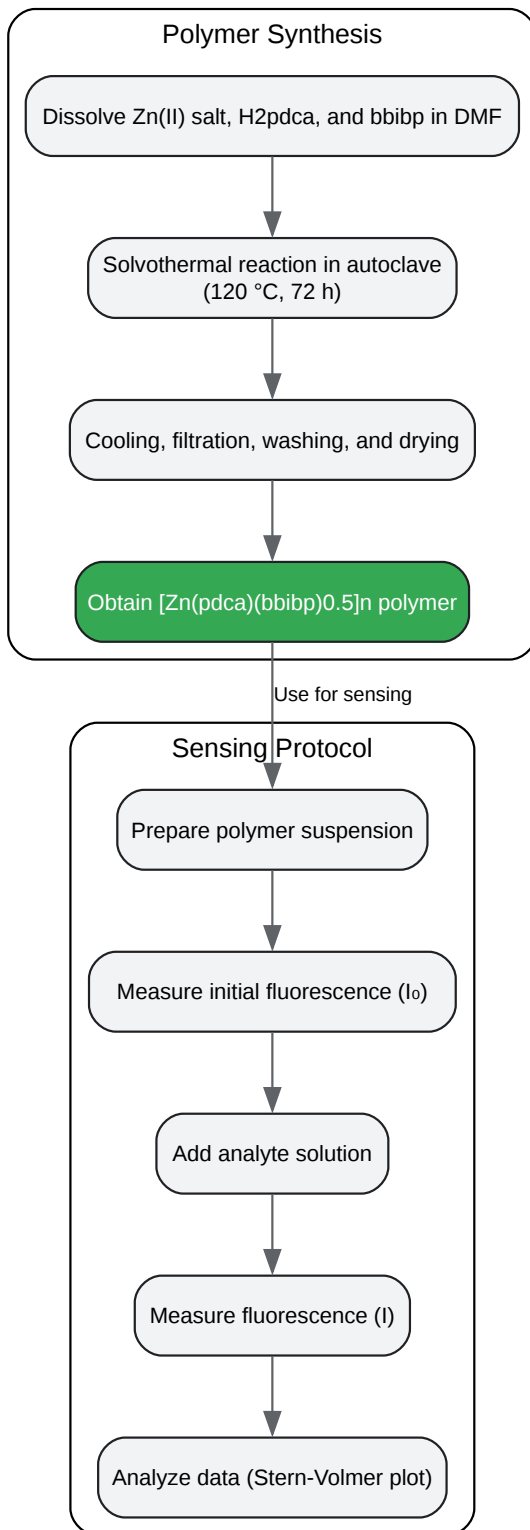 Polymer Synthesis
Dissolve Zn(II) salt, H2pdca, and bbibp in DMF
Solvothermal reaction in autoclave
(120 °C, 72 h)
Cooling, filtration, washing, and drying
Obtain [Zn(pdca)(bbibp)0.5]n polymer
Use for sensing
Sensing Protocol
Prepare polymer suspension
Measure initial fluorescence (I₀)
Add analyte solution
Measure fluorescence (I)
Analyze data (Stern-Volmer plot)